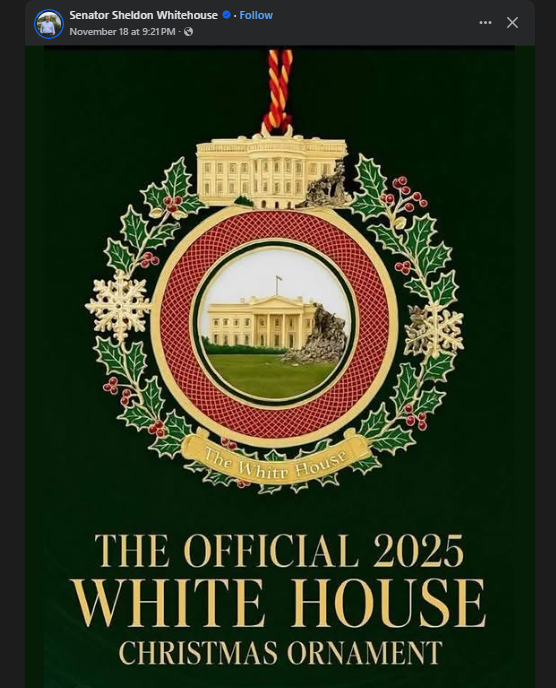 Senator Sheldon Whitehouse · Follow
November 18 at 9:21 PM ·
The Whitr House
THE OFFICIAL 2025
WHITE HOUSE
CHRISTMAS ORNAMENT